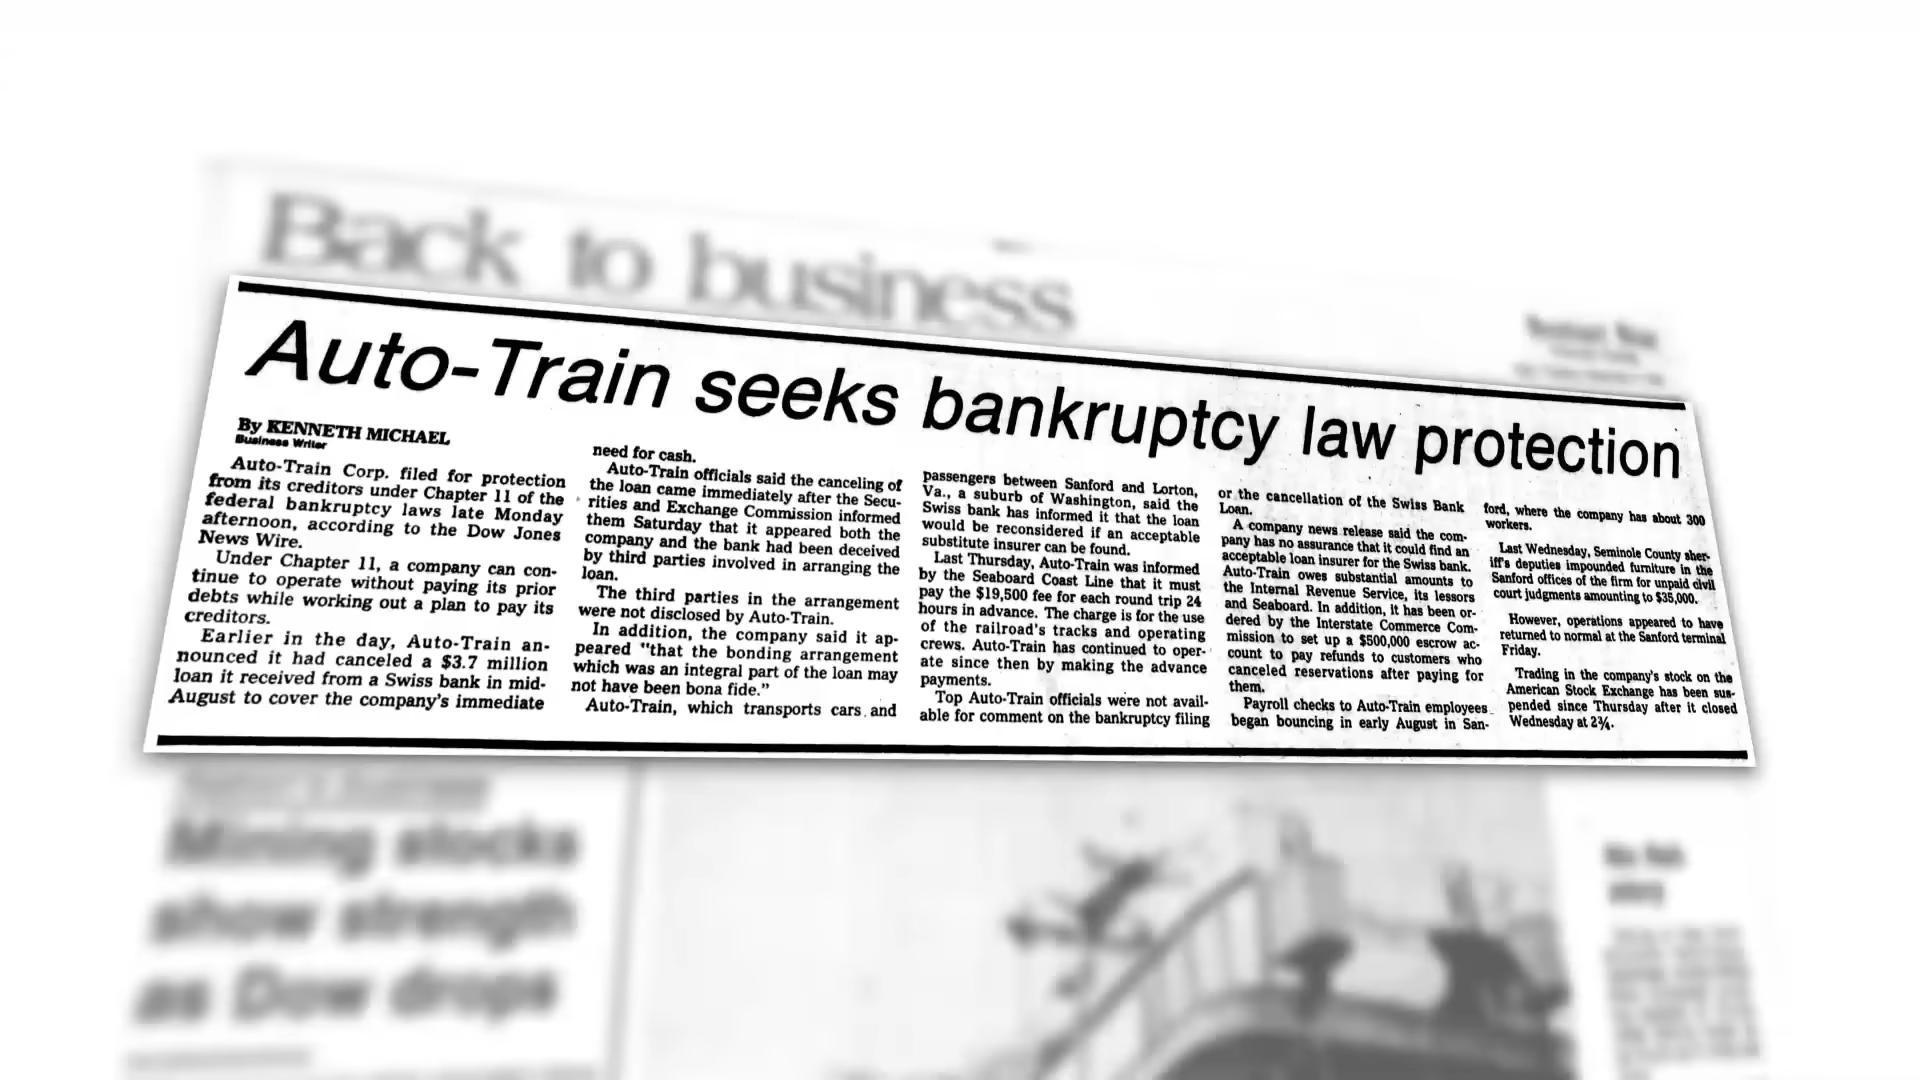 Back to business
Auto-Train seeks bankruptcy law protection
By KENNETH MICHAEL
Business Writer
Auto-Train Corp. filed for protection
from its creditors under Chapter 11 of the
federal bankruptcy laws late Monday
afternoon, according to the Dow Jones
News Wire.
Under Chapter 11, a company can con-
tinue to operate without paying its prior
debts while working out a plan to pay its
creditors.
Earlier in the day, Auto-Train an-
nounced it had canceled a $3.7 million
loan it received from a Swiss bank in mid-
August to cover the company's immediate
need for cash.
Auto-Train officials said the canceling of
the loan came immediately after the Secu-
rities and Exchange Commission informed
them Saturday that it appeared both the
company and the bank had been deceived
by third parties involved in arranging the
loan.
The third parties in the arrangement
were not disclosed by Auto-Train.
In addition, the company said it ap-
peared "that the bonding arrangement
which was an integral part of the loan may
not have been bona fide."
Auto-Train, which transports cars and
passengers between Sanford and Lorton,
Va., a suburb of Washington, said the
Swiss bank has informed it that the loan
would be reconsidered if an acceptable
substitute insurer can be found.
Last Thursday, Auto-Train was informed
by the Seaboard Coast Line that it must
pay the $19,500 fee for each round trip 24
hours in advance. The charge is for the use
of the railroad's tracks and operating
crews. Auto-Train has continued to oper-
ate since then by making the advance
payments.
Top Auto-Train officials were not avail-
able for comment on the bankruptcy filing
or the cancellation of the Swiss Bank
Loan.
A company news release said the com-
pany has no assurance that it could find an
acceptable loan insurer for the Swiss bank.
Auto-Train owes substantial amounts to
the Internal Revenue Service, its lessors
and Seaboard. In addition, it has been or-
dered by the Interstate Commerce Com-
mission to set up a $500,000 escrow ac-
count to pay refunds to customers who
canceled reservations after paying for
them.
Payroll checks to Auto-Train employees
began bouncing in early August in San-
ford, where the company has about 300
workers.
Last Wednesday, Seminole County sher-
iff's deputies impounded furniture in the
Sanford offices of the firm for unpaid civil
court judgments amounting to $35,000.
However, operations appeared to have
returned to normal at the Sanford terminal
Friday.
Trading in the company's stock on the
American Stock Exchange has been sus-
pended since Thursday after it closed
Wednesday at 2¾.
Mining stocks
show strength
as Dow drops